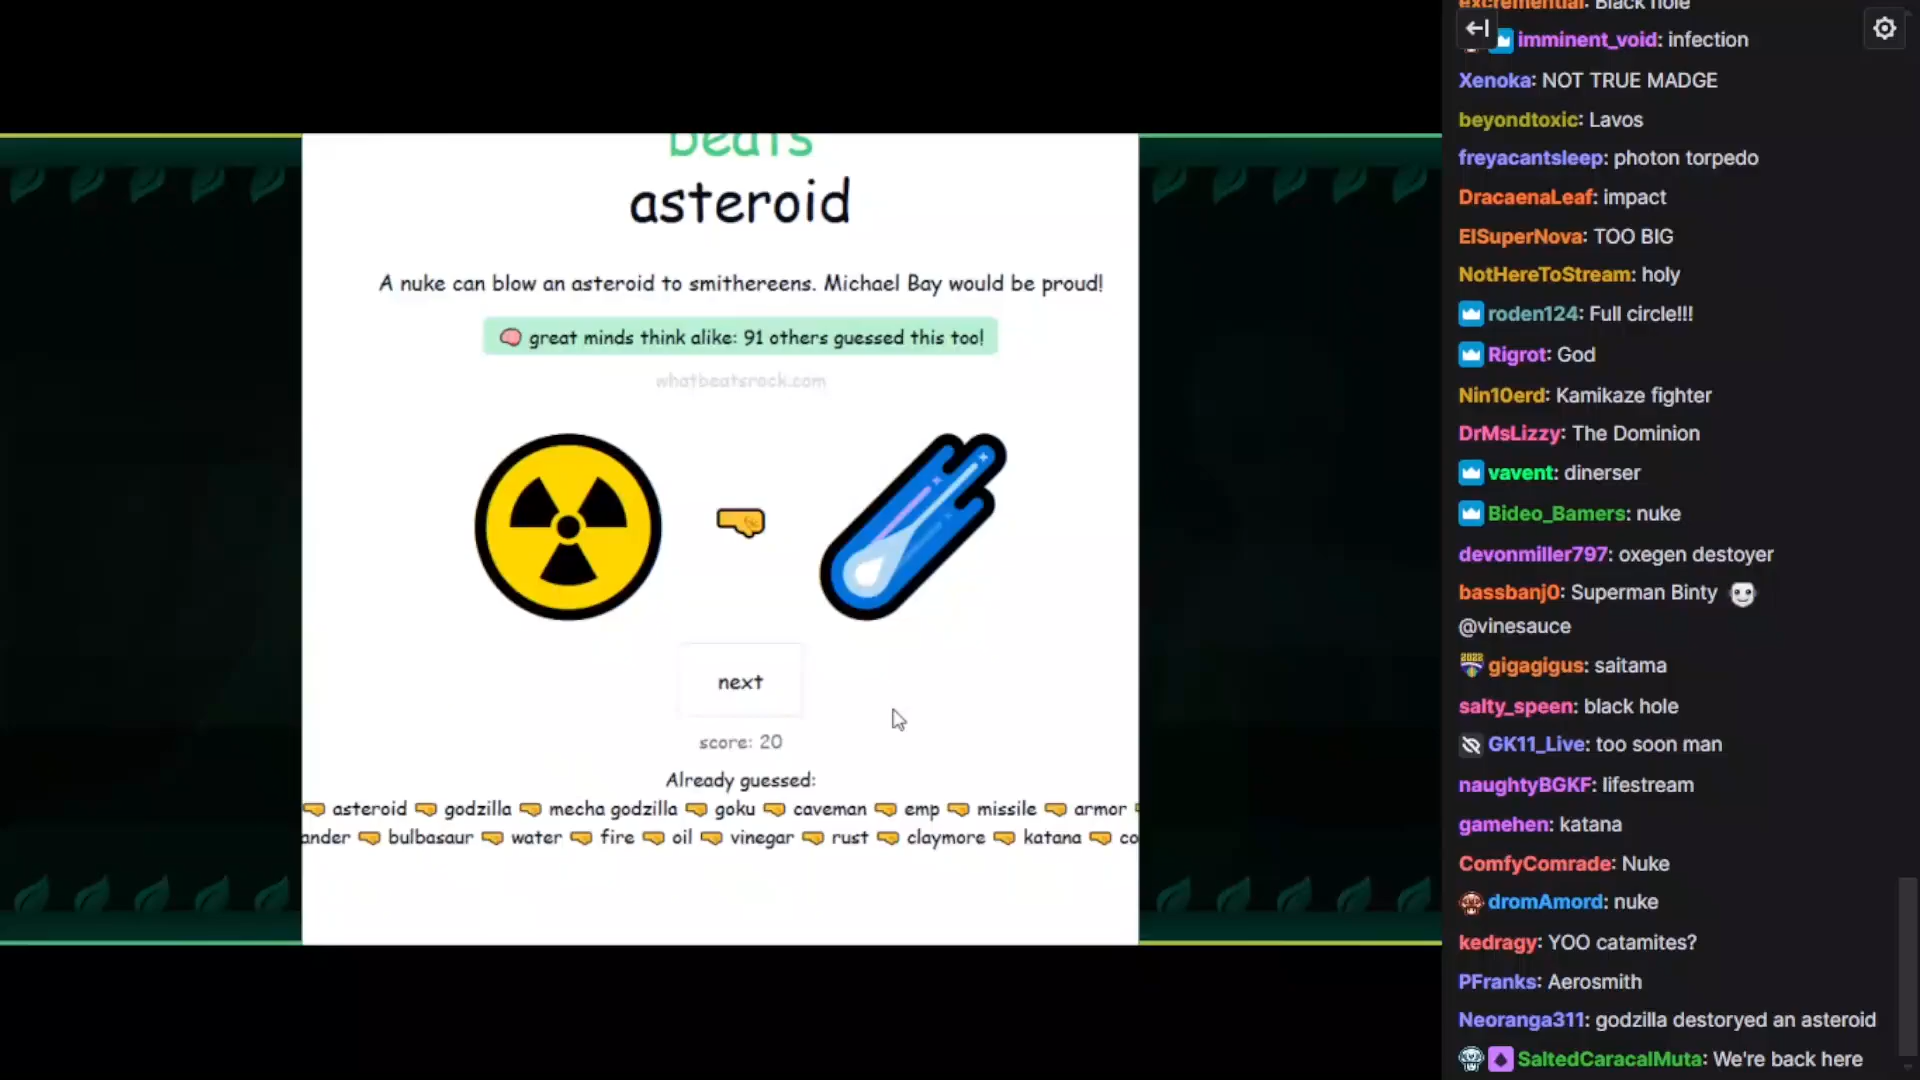 beats
asteroid
A nuke can blow an asteroid to smithereens. Michael Bay would be proud!
great minds think alike: 91 others guessed this too!
whatbeatsrock.com
next
score: 20
Already guessed:
asteroid 🤜 godzilla 🤜 mecha godzilla 🤜 goku 🤜 caveman 🤜 emp 🤜 missile 🤜 armor
ander 🤜 bulbasaur 🤜 water 🤜 fire 🤜 oil 🤜 vinegar 🤜 rust 🤜 claymore 🤜 katana 🤜 co
excremential: Black hole
imminent_void: infection
Xenoka: NOT TRUE MADGE
beyondtoxic: Lavos
freyacantsleep: photon torpedo
DracaenaLeaf: impact
ElSuperNova: TOO BIG
NotHereToStream: holy
roden124: Full circle!!!
Rigrot: God
Nin10erd: Kamikaze fighter
DrMsLizzy: The Dominion
vavent: dinerser
Bideo_Bamers: nuke
devonmiller797: oxegen destoyer
bassbanj0: Superman Binty
@vinesauce
2022 gigagigus: saitama
salty_speen: black hole
GK11_Live: too soon man
naughtyBGKF: lifestream
gamehen: katana
ComfyComrade: Nuke
dromAmord: nuke
kedragy: YOO catamites?
PFranks: Aerosmith
Neoranga311: godzilla destoryed an asteroid
SaltedCaracalMuta: We're back here